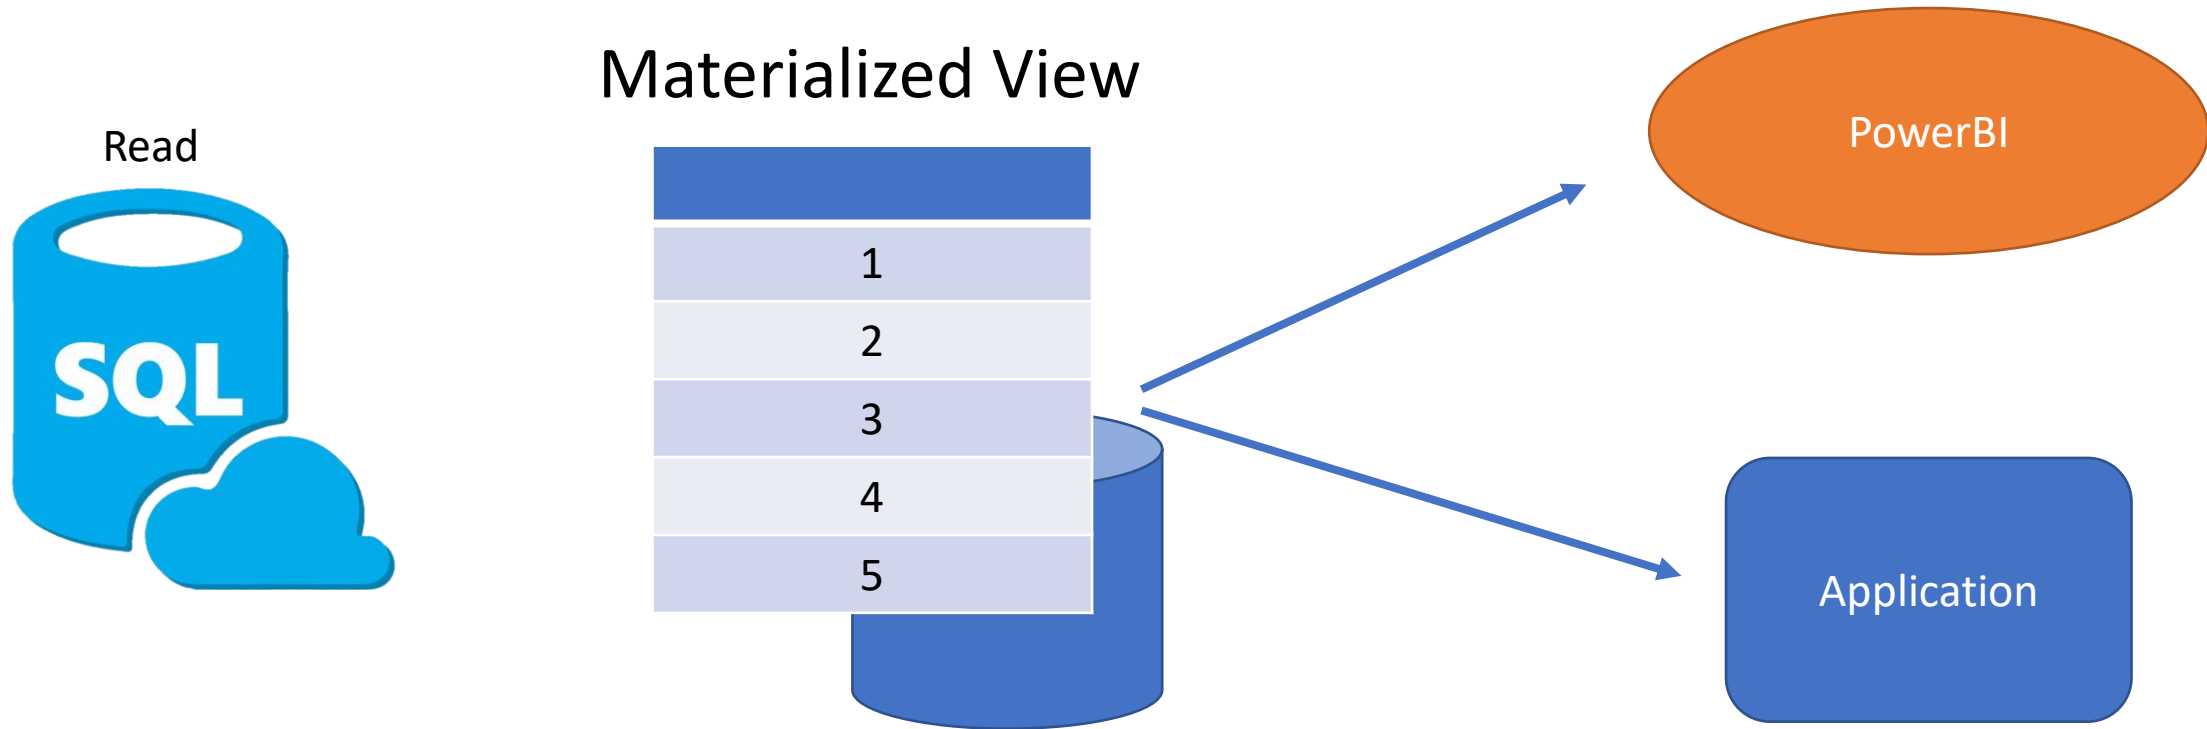 Materialized View
Read
SQL
1
2
3
4
5
PowerBI
Application